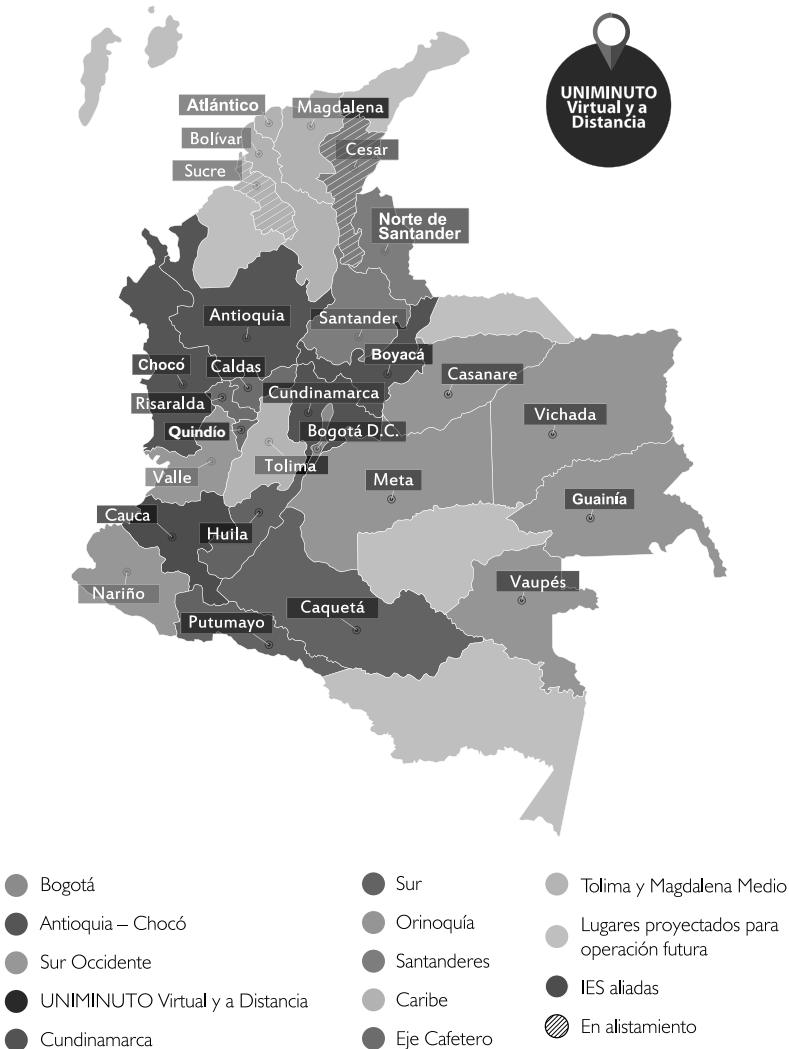 UNIMINUTO
Virtual y a
Distancia
Atlántico
Magdalena
Bolívar
Cesar
Sucre
Norte de
Santander
Antioquia
Santander
Boyacá
Chocó
Caldas
Casanare
Cundinamarca
Risaralda
Vichada
Quindío
Bogotá D.C.
Tolima
Valle
Meta
Guainía
Cauca
Huila
Vaupés
Nariño
Caquetá
Putumayo
Bogotá
Antioquia – Chocó
Sur Occidente
UNIMINUTO Virtual y a Distancia
Cundinamarca
Sur
Orinoquía
Santanderes
Caribe
Eje Cafetero
Tolima y Magdalena Medio
Lugares proyectados para
operación futura
IES aliadas
En alistamiento